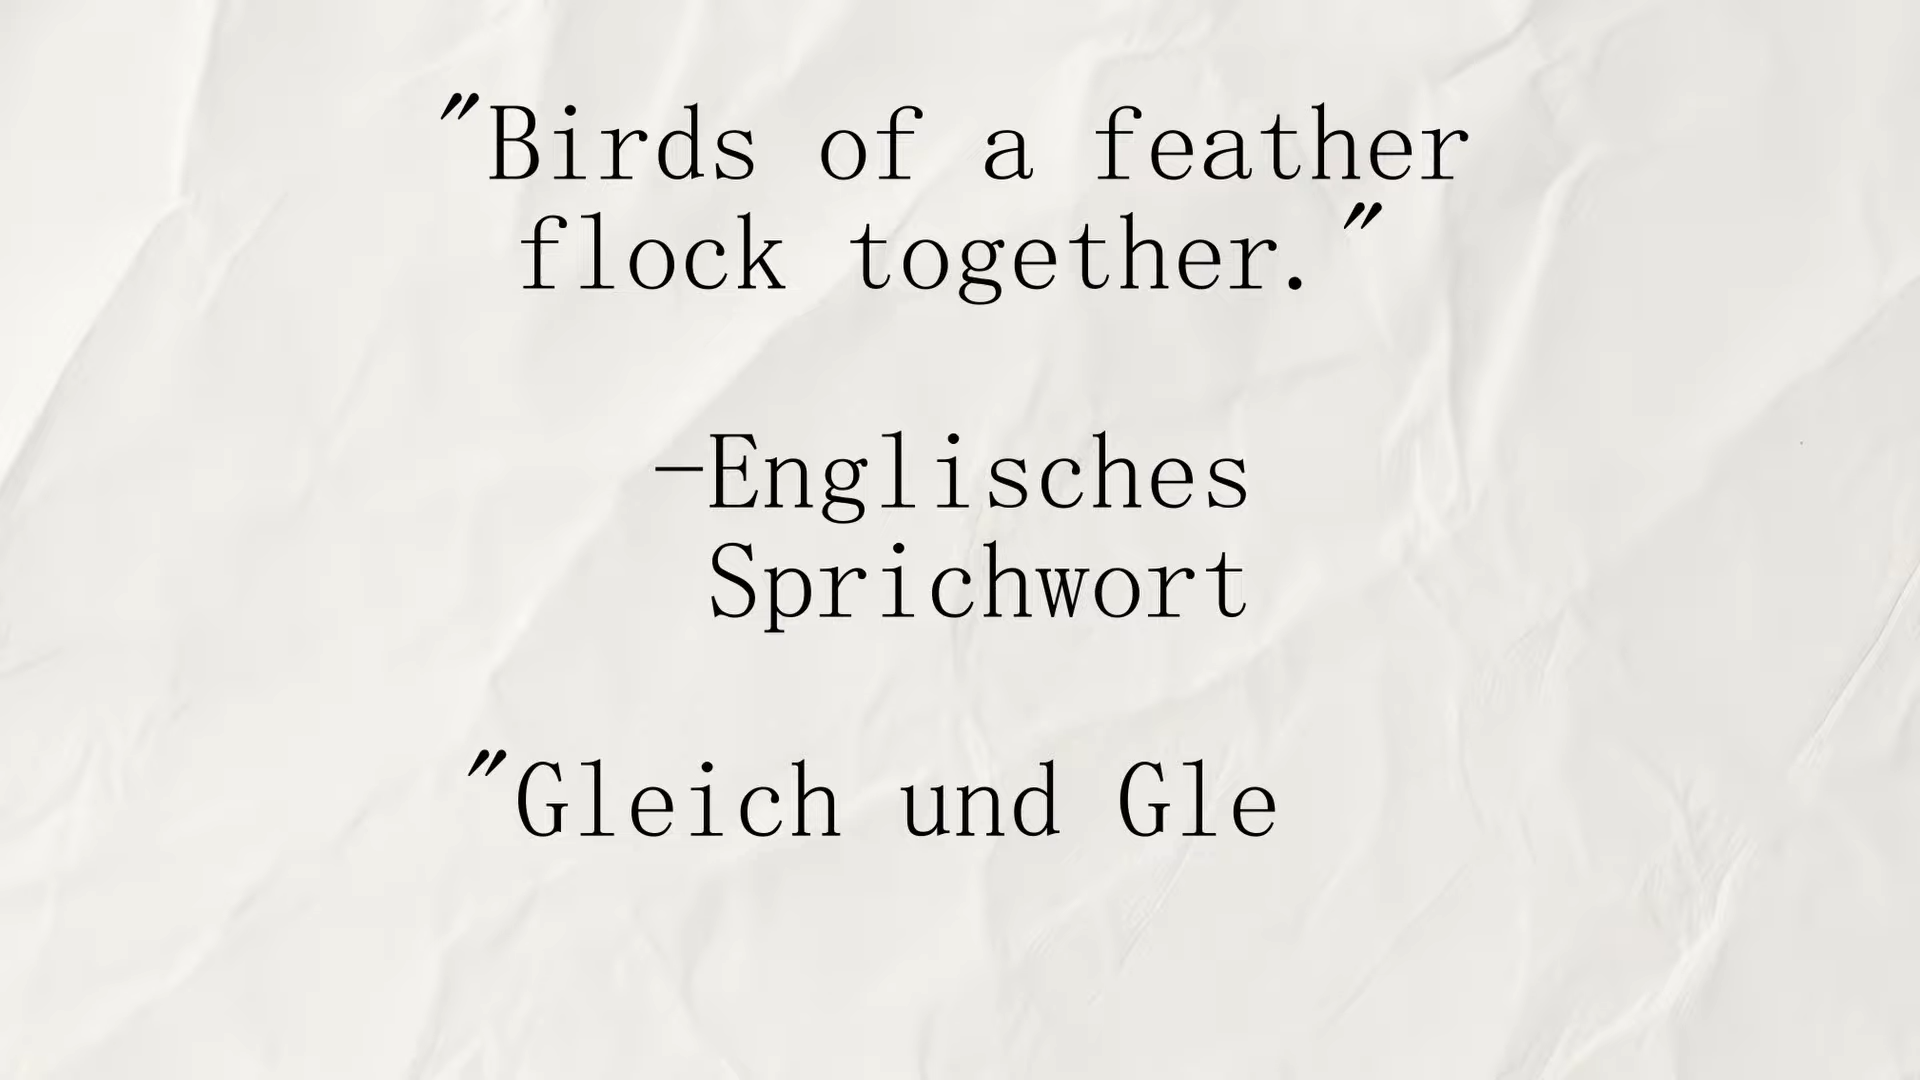 "Birds of a feather
flock together."
–Englisches
Sprichwort
"Gleich und Gle